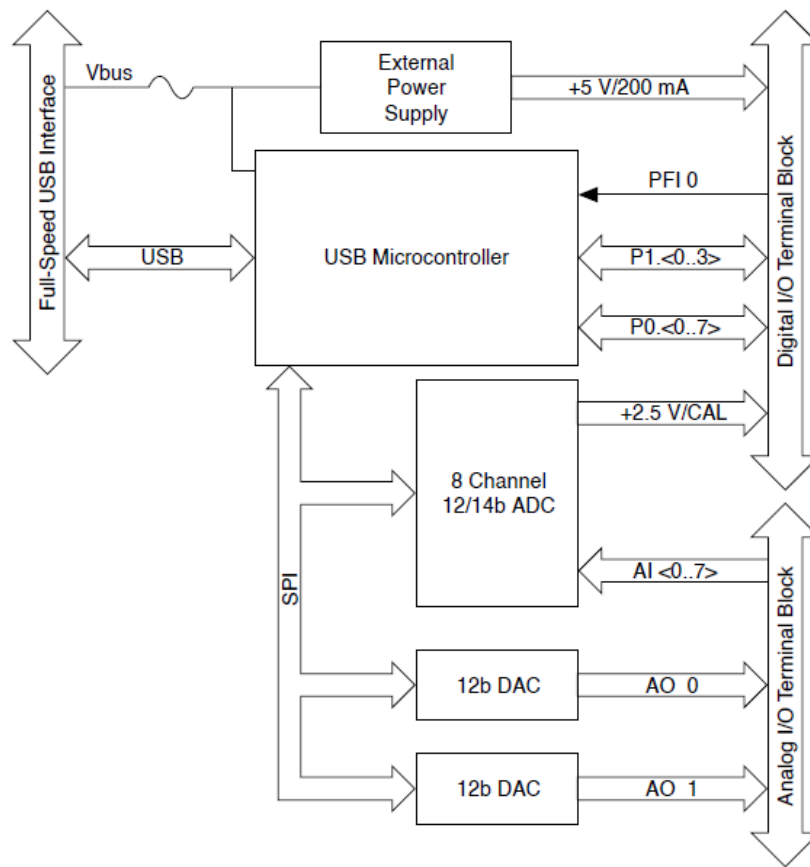 Full-Speed USB Interface
Vbus
External
Power
Supply
+5 V/200 mA
Digital I/O Terminal Block
PFI 0
USB
USB Microcontroller
P1.<0..3>
P0.<0..7>
+2.5 V/CAL
8 Channel
12/14b ADC
AI <0..7>
SPI
Analog I/O Terminal Block
12b DAC
AO 0
12b DAC
AO 1